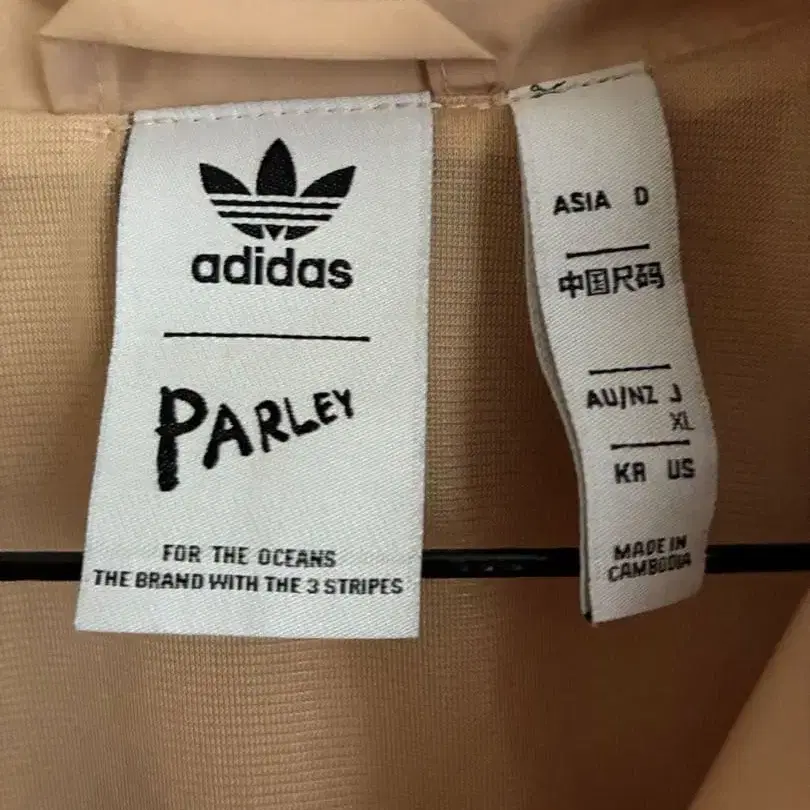 adidas
PARLEY
FOR THE OCEANS
THE BRAND WITH THE 3 STRIPES
ASIA D
中国尺码
AU/NZ J
XL
KR US
MADE IN
CAMBODIA